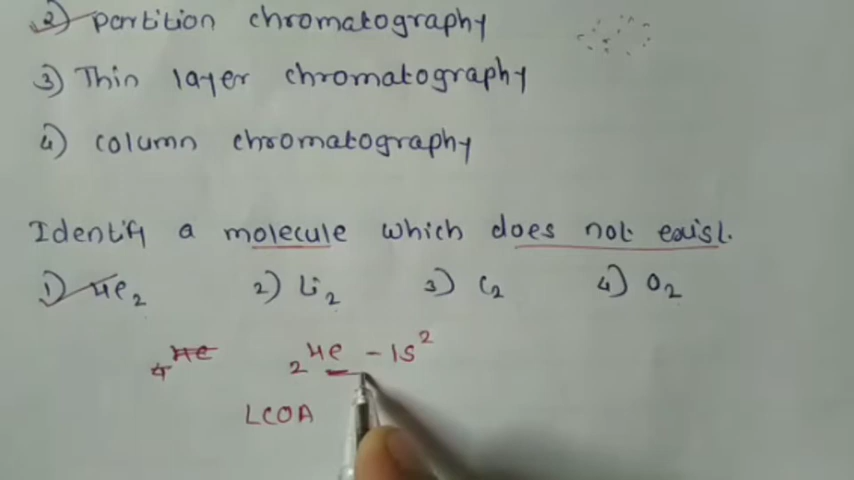 2) partition chromatography
3) Thin layer chromatography
4) column chromatography
Identify a molecule which does not exist.
1) He2 2) Li2 3) C2 4) O2
4He 2He - 1s2
LCOA